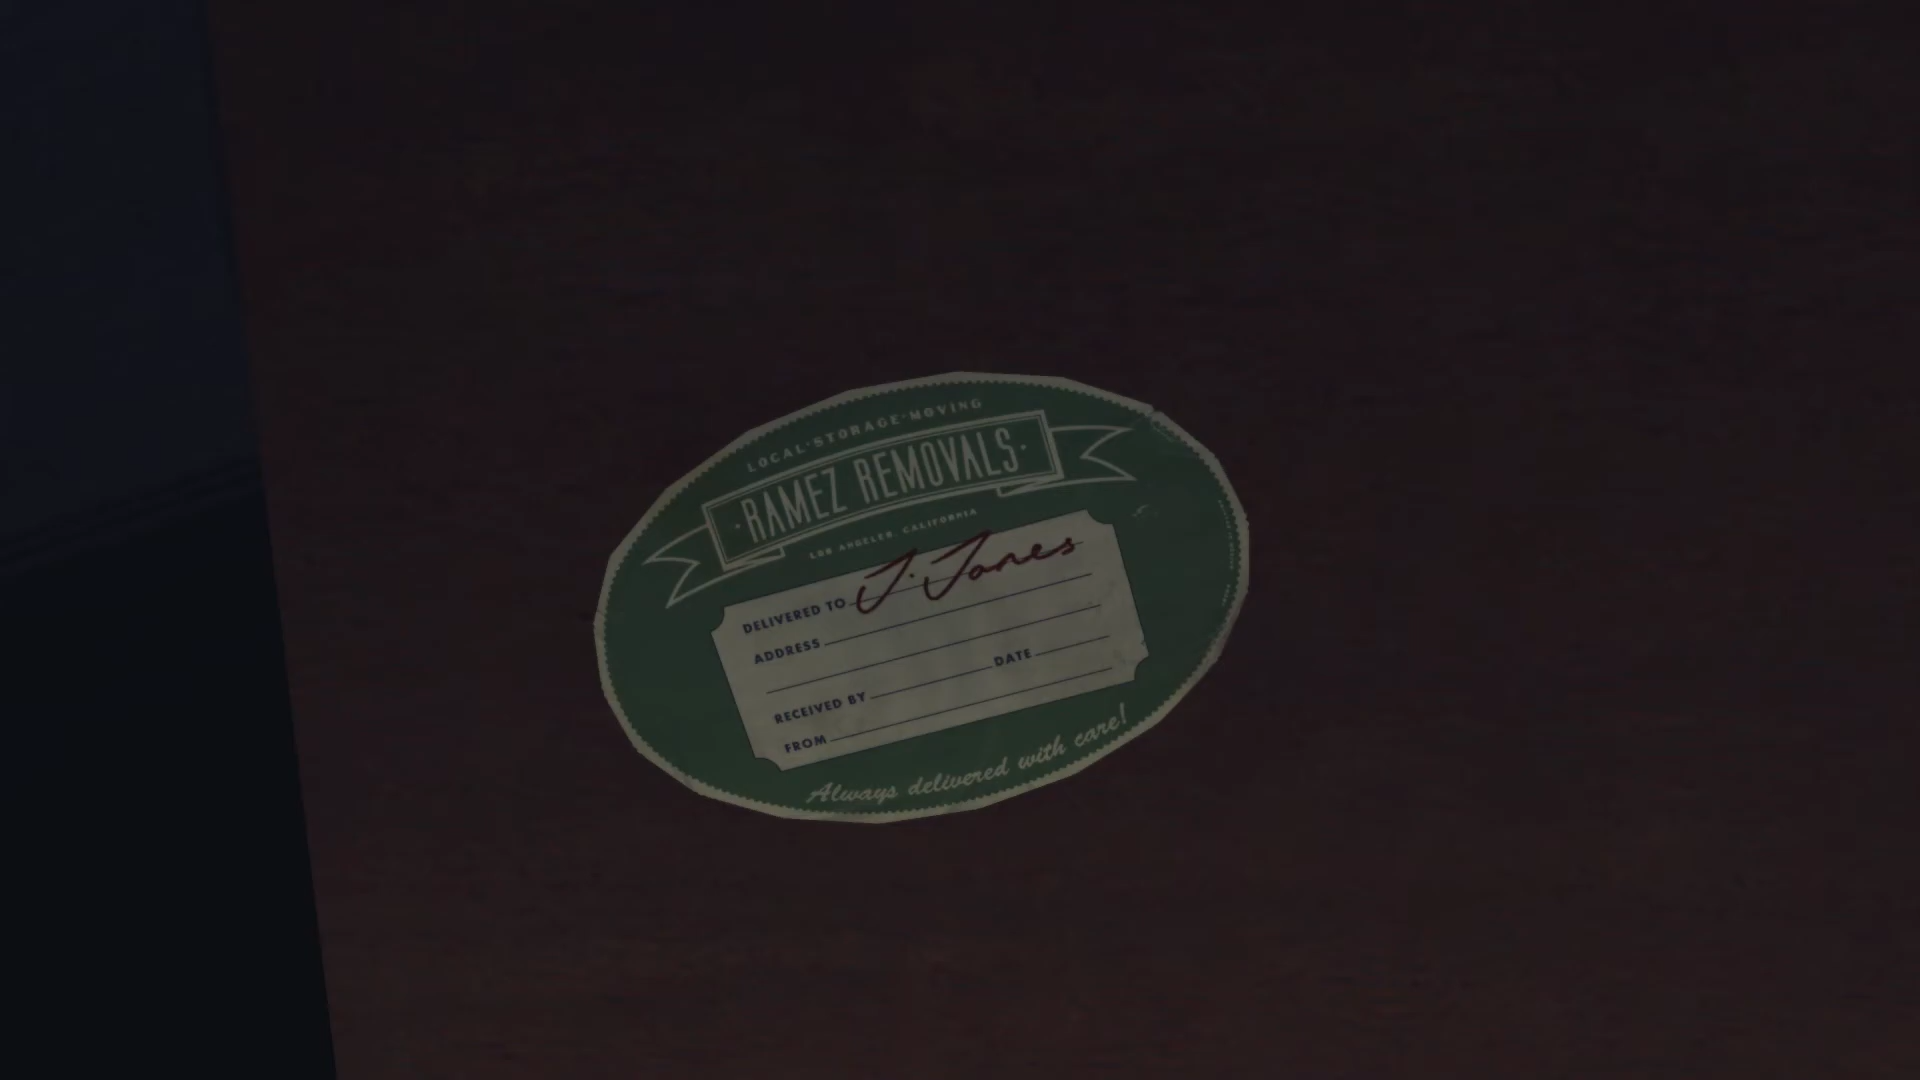 LOCAL·STORAGE·MOVING
·RAMEZ REMOVALS·
LOS ANGELES, CALIFORNIA
DELIVERED TO J. Jones
ADDRESS
RECEIVED BY DATE
FROM
Always delivered with care!